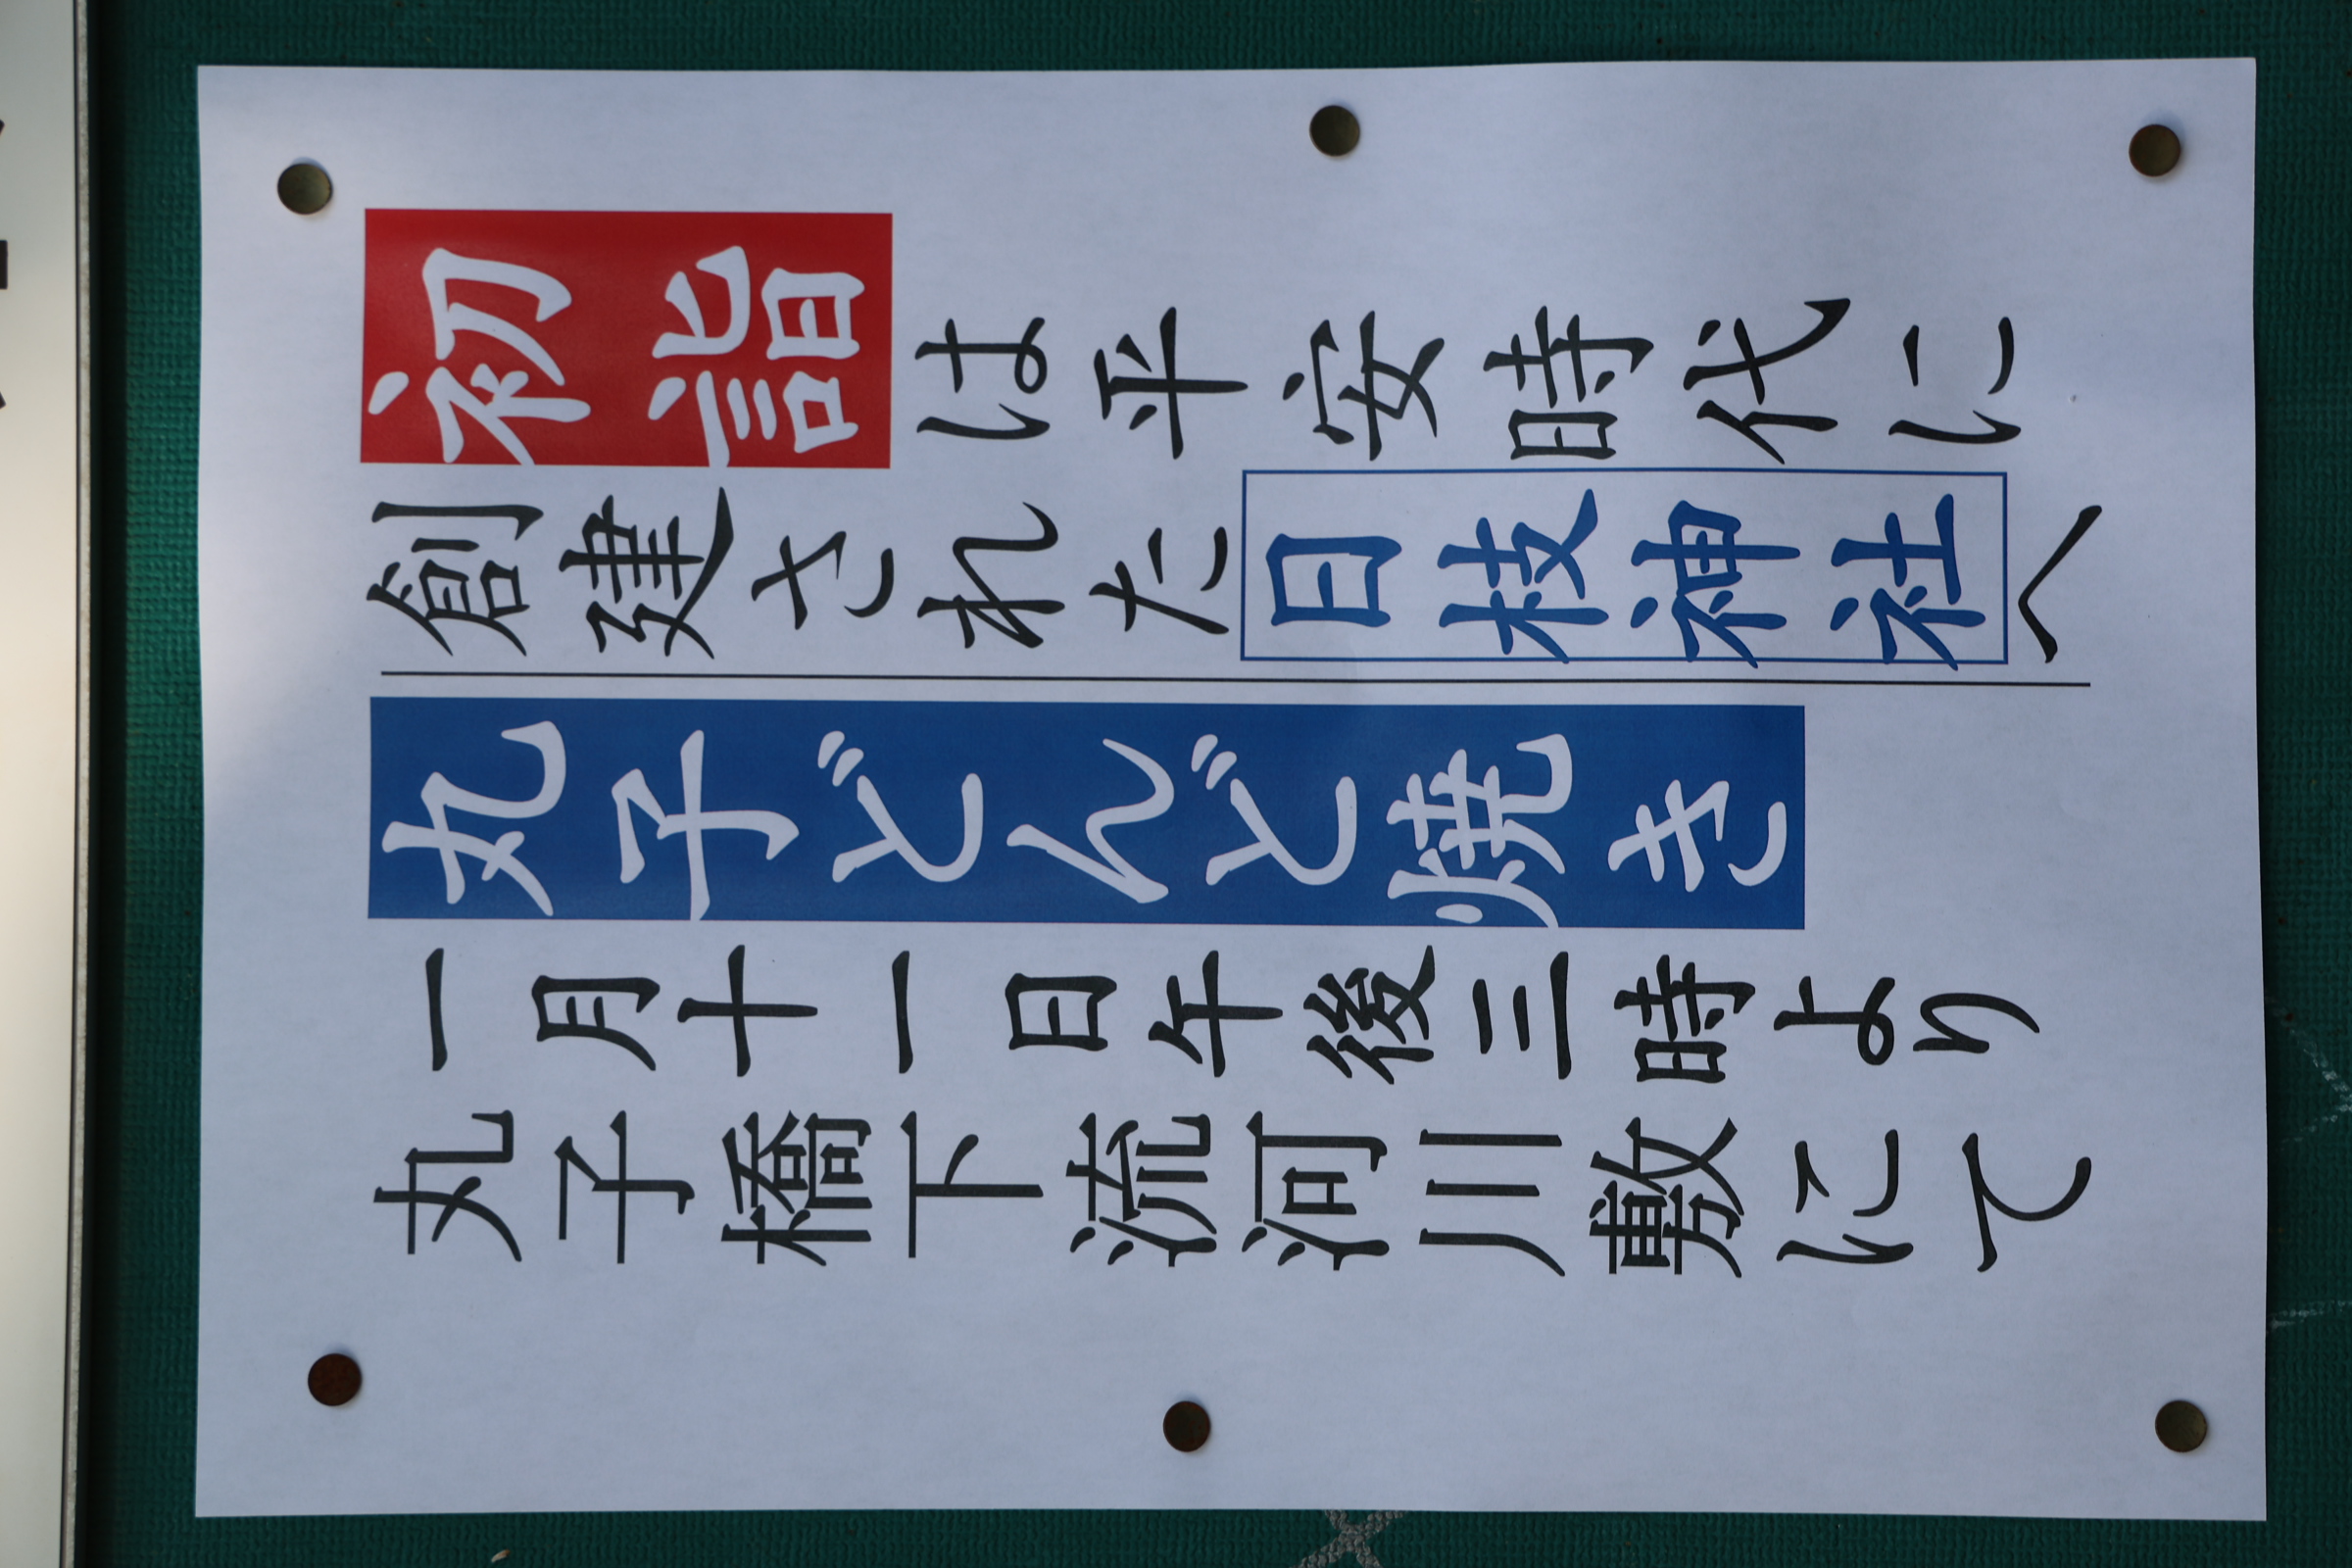 初詣は平安時代に
創建された日枝神社へ
丸子どんど焼き
一月十一日午後三時より
丸子橋下流河川敷にて